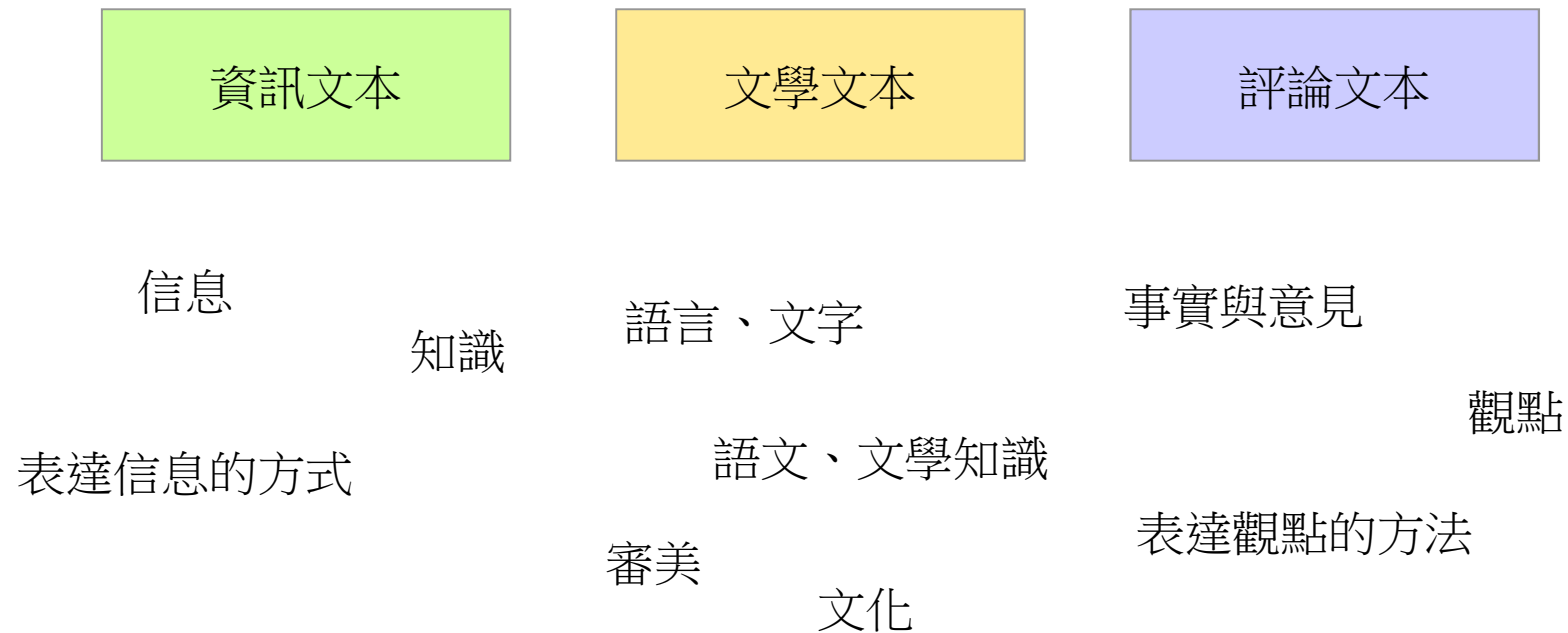 資訊文本
文學文本
評論文本
信息
知識
表達信息的方式
語言、文字
語文、文學知識
審美
文化
事實與意見
觀點
表達觀點的方法